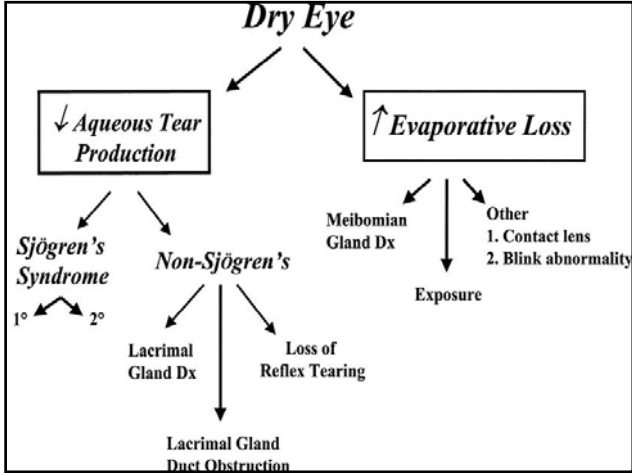 Dry Eye
↓ Aqueous Tear
Production
↑ Evaporative Loss
Sjögren's
Syndrome
1° 2°
Non-Sjögren's
Lacrimal
Gland Dx
Loss of
Reflex Tearing
Lacrimal Gland
Duct Obstruction
Meibomian
Gland Dx
Exposure
Other
1. Contact lens
2. Blink abnormality